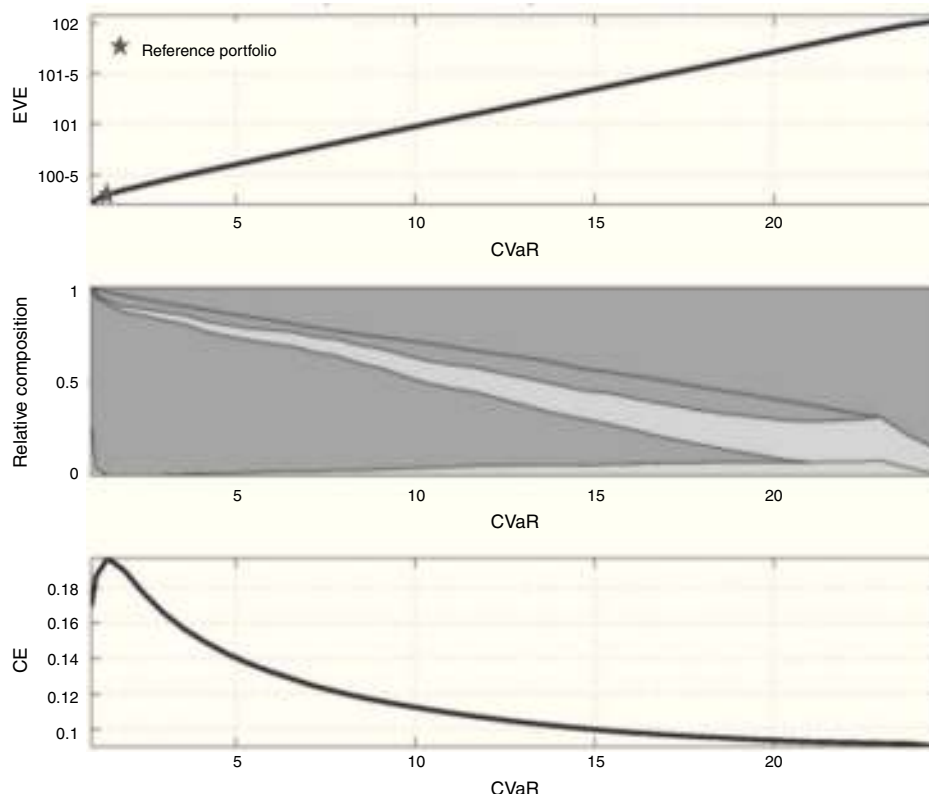 102
101-5
101
100-5
EVE
Reference portfolio
5 10 15 20
CVaR
1
0.5
0
Relative composition
5 10 15 20
CVaR
0.18
0.16
0.14
0.12
0.1
CE
5 10 15 20
CVaR